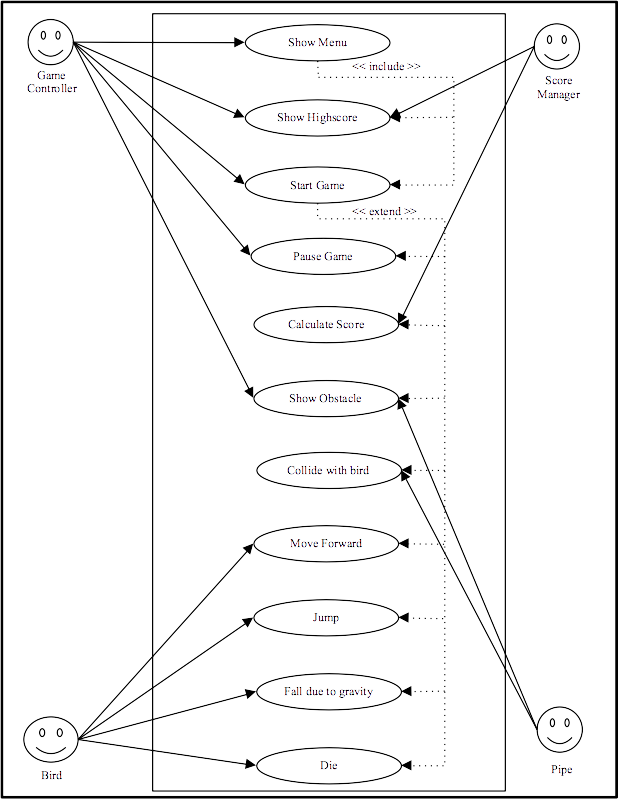 Show Menu
<< include >>
Game
Controller
Score
Manager
Show Highscore
Start Game
<< extend >>
Pause Game
Calculate Score
Show Obstacle
Collide with bird
Move Forward
Jump
Fall due to gravity
Die
Bird
Pipe